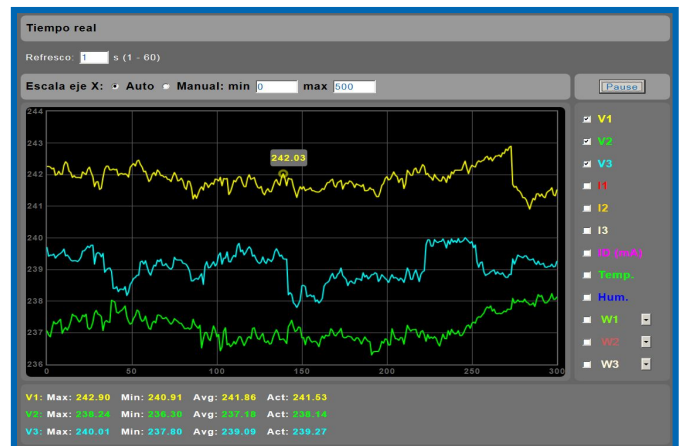 Tiempo real
Refresco: 1 s (1 - 60)
Escala eje X: Auto Manual: min 0 max 500
Pause
244
243
242
241
240
239
238
237
236
242.03
0 50 100 150 200 250 300
V1
V2
V3
I1
I2
I3
(mA)
Temp.
Hum.
W1
W2
W3
V1: Max: 242.90 Min: 240.91 Avg: 241.86 Act: 241.53
V2: Max: 238.24 Min: 236.30 Avg: 237.18 Act: 238.14
V3: Max: 240.01 Min: 237.80 Avg: 239.09 Act: 239.27